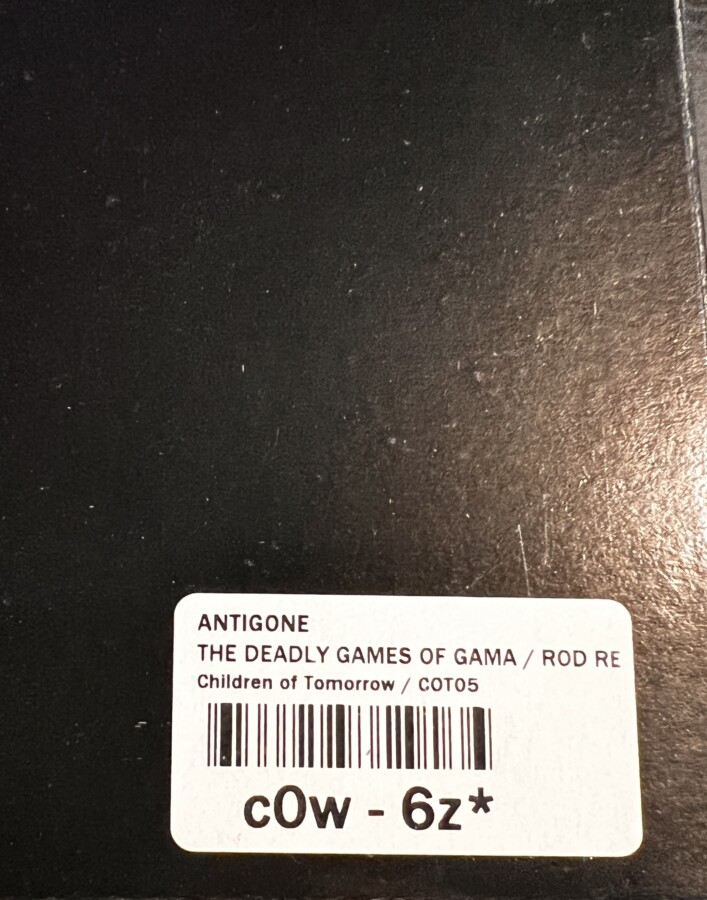 ANTIGONE
THE DEADLY GAMES OF GAMA / ROD RE
Children of Tomorrow / COT05
c0w - 6z*